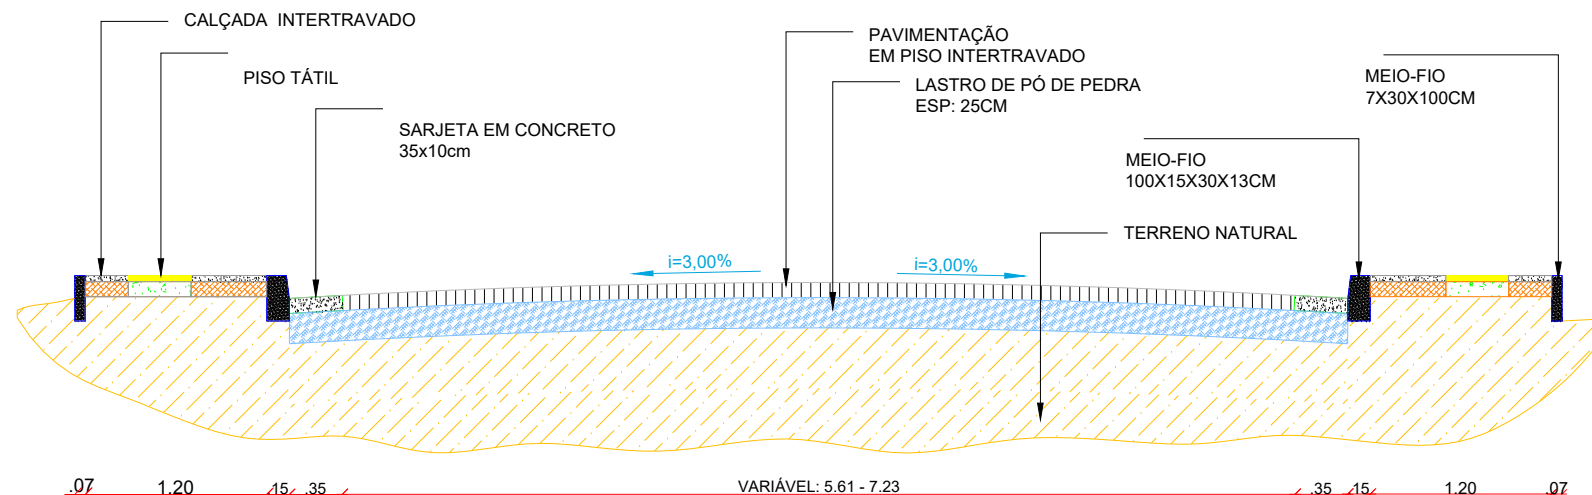 CALÇADA  INTERTRAVADO
PISO TÁTIL
SARJETA EM CONCRETO
35x10cm
PAVIMENTAÇÃO
EM PISO INTERTRAVADO
LASTRO DE PÓ DE PEDRA
ESP: 25CM
MEIO-FIO
7X30X100CM
MEIO-FIO
100X15X30X13CM
TERRENO NATURAL
i=3,00%
i=3,00%
.07
1.20
.15
.35
VARIÁVEL: 5.61 - 7.23
.35
.15
1.20
.07